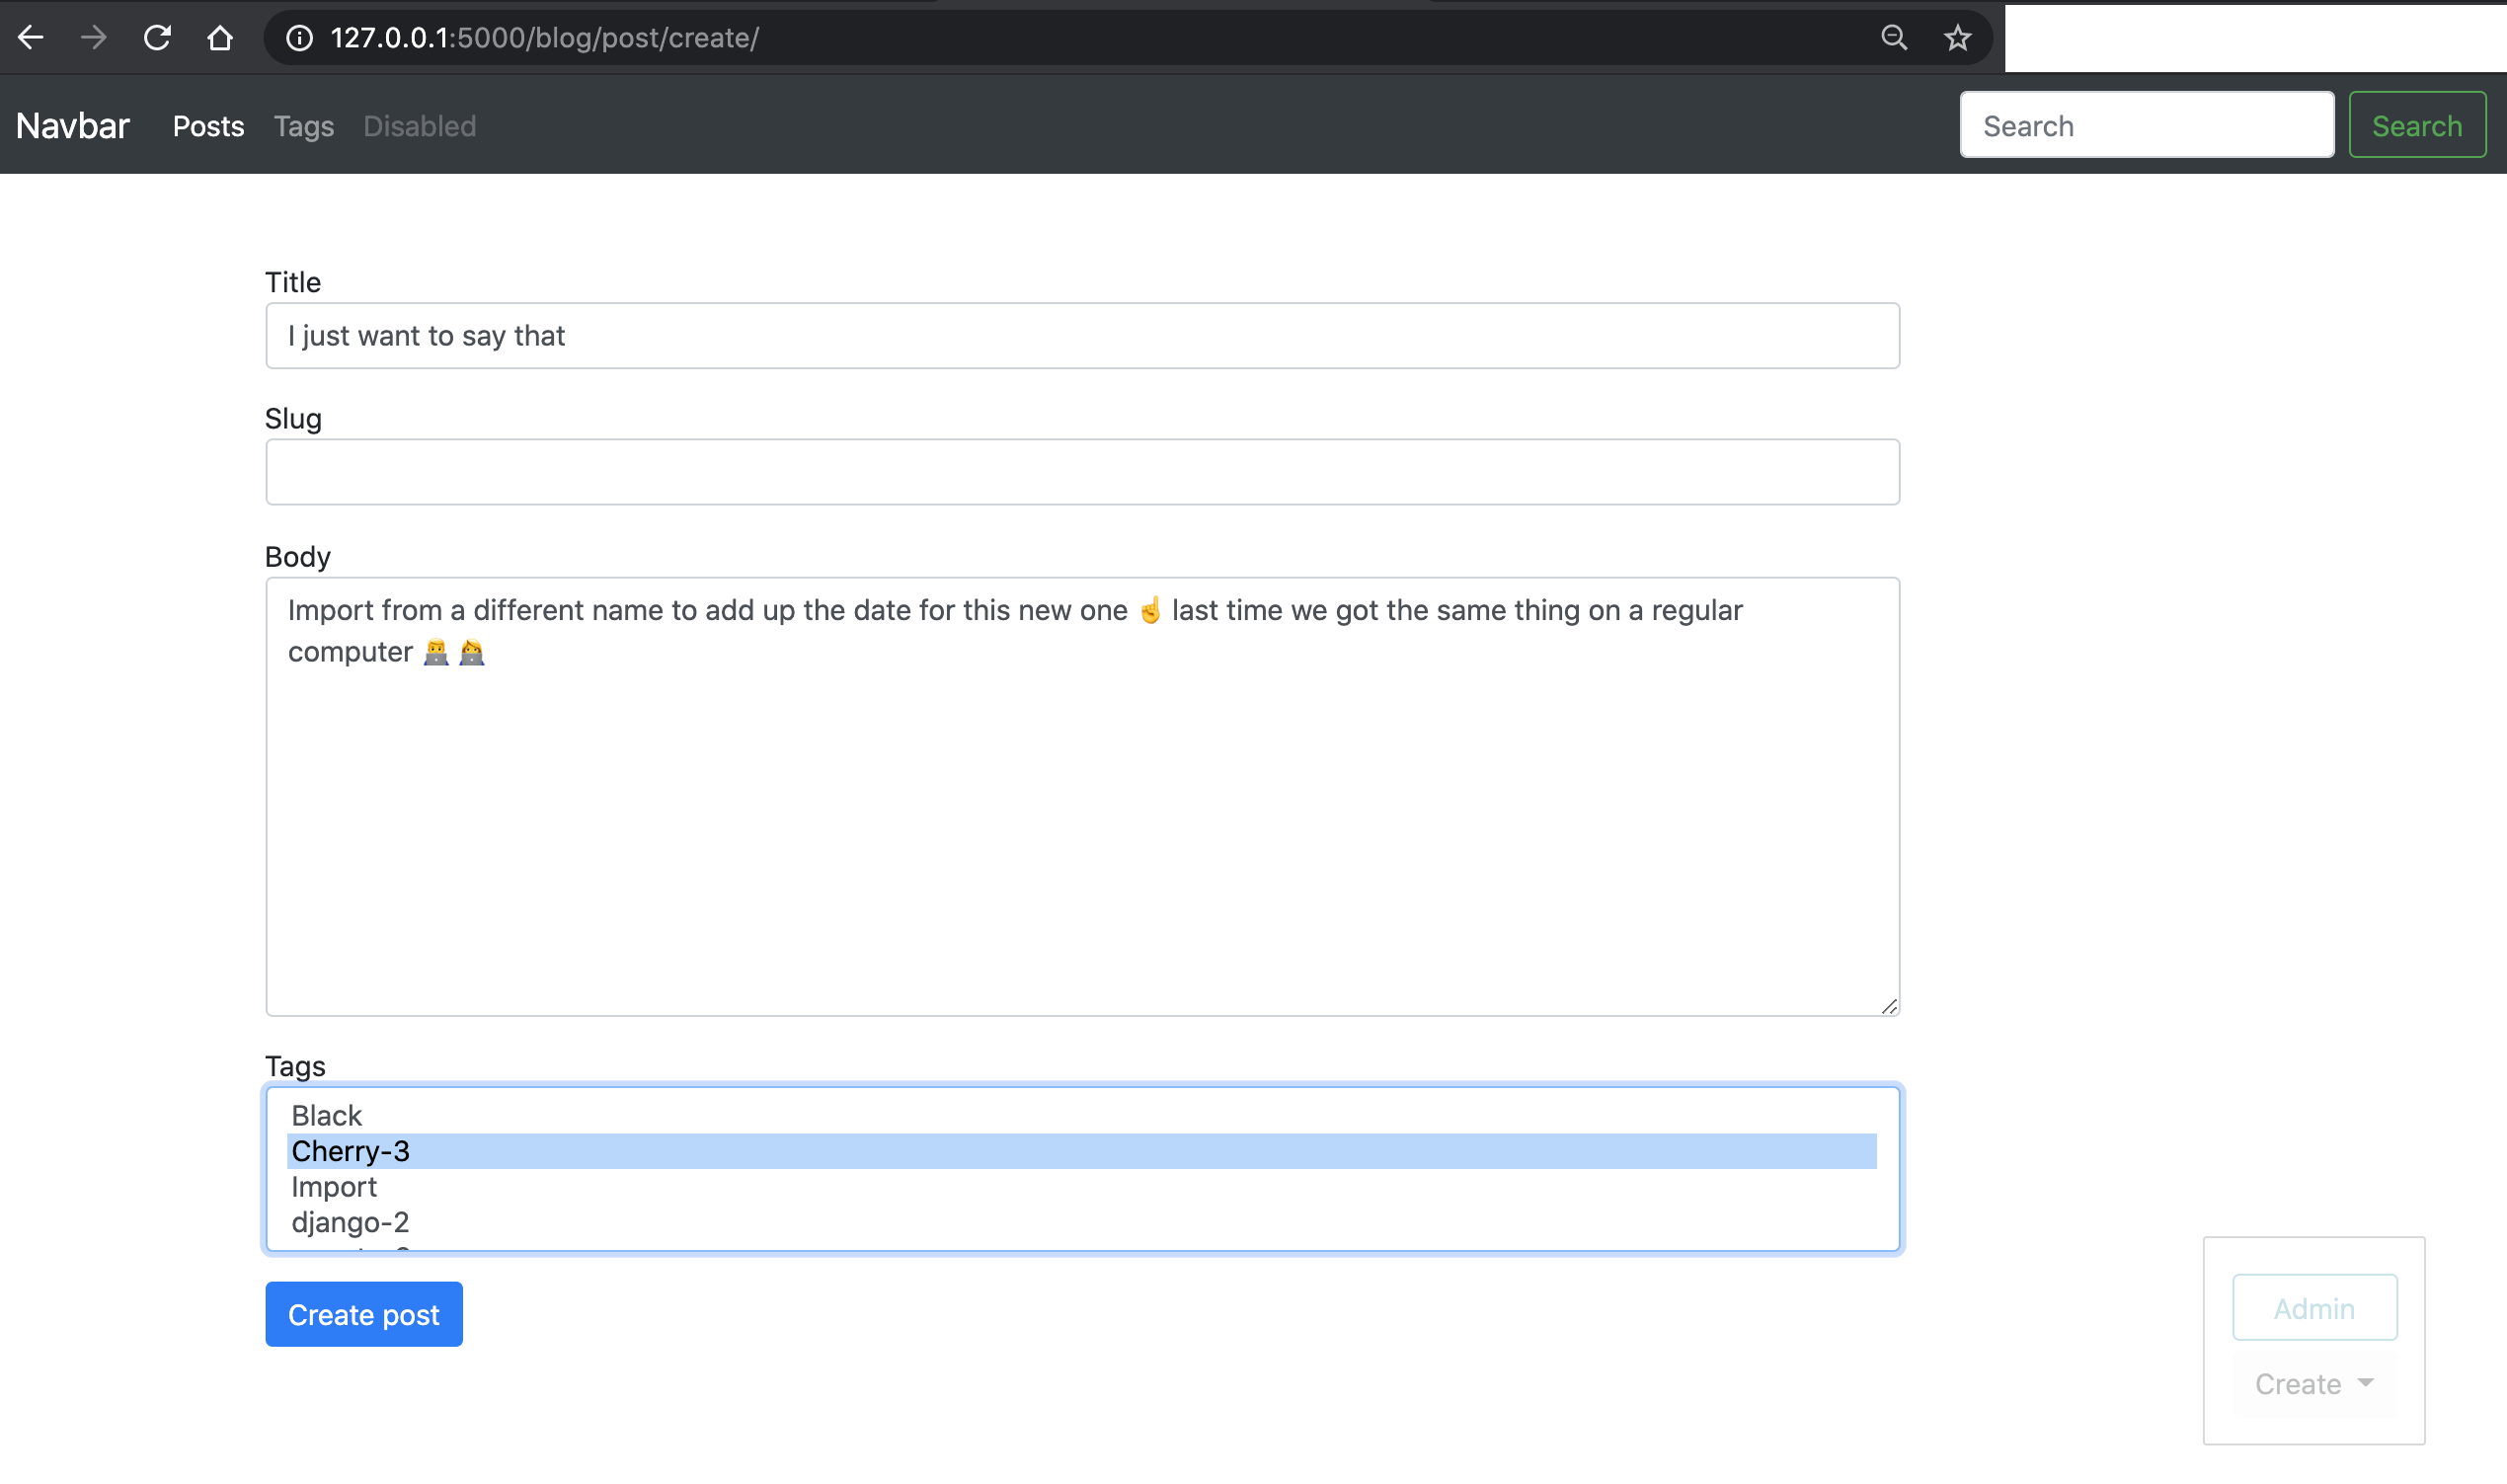 127.0.0.1:5000/blog/post/create/
Navbar Posts Tags Disabled Search Search
Title
I just want to say that
Slug
Body
Import from a different name to add up the date for this new one ☝️ last time we got the same thing on a regular
computer 👨‍💻 👩‍💻
Tags
Black
Cherry-3
Import
django-2
Create post
Admin
Create